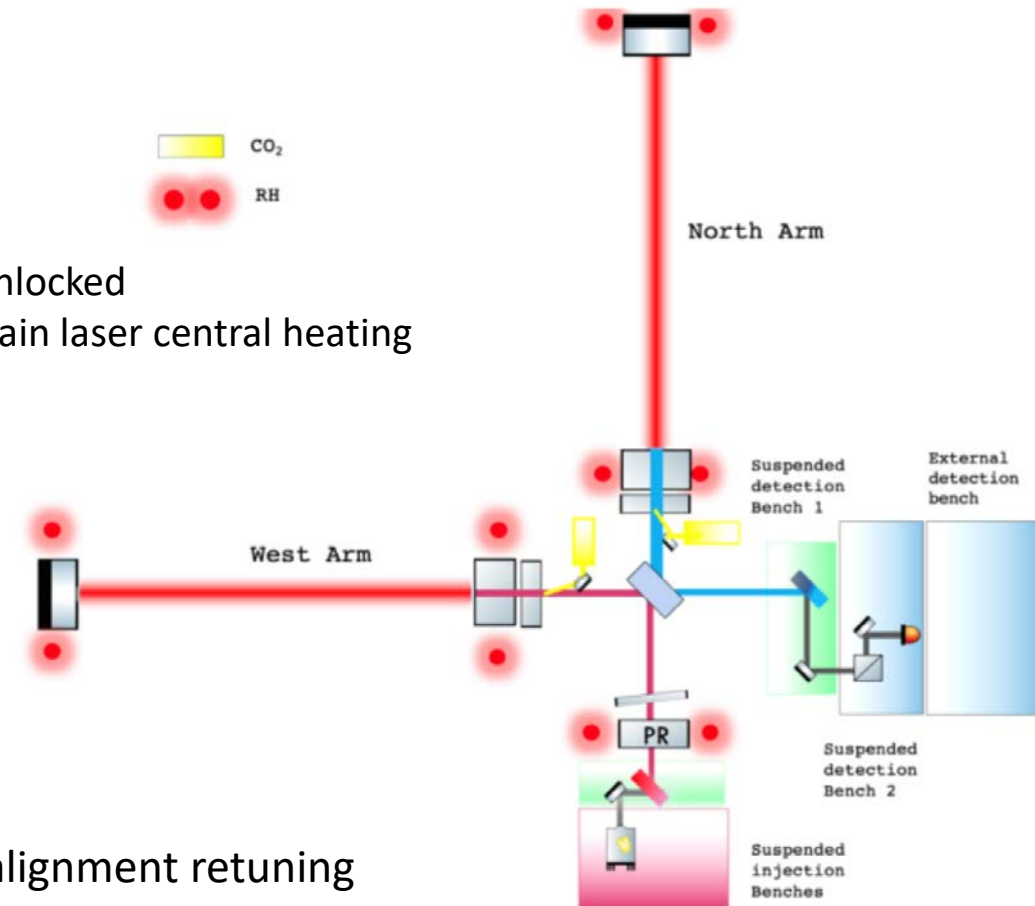 CO₂
RH
North Arm
nlocked
ain laser central heating
Suspended
detection
Bench 1
External
detection
bench
West Arm
PR
Suspended
detection
Bench 2
Suspended
injection
Benches
lignment retuning